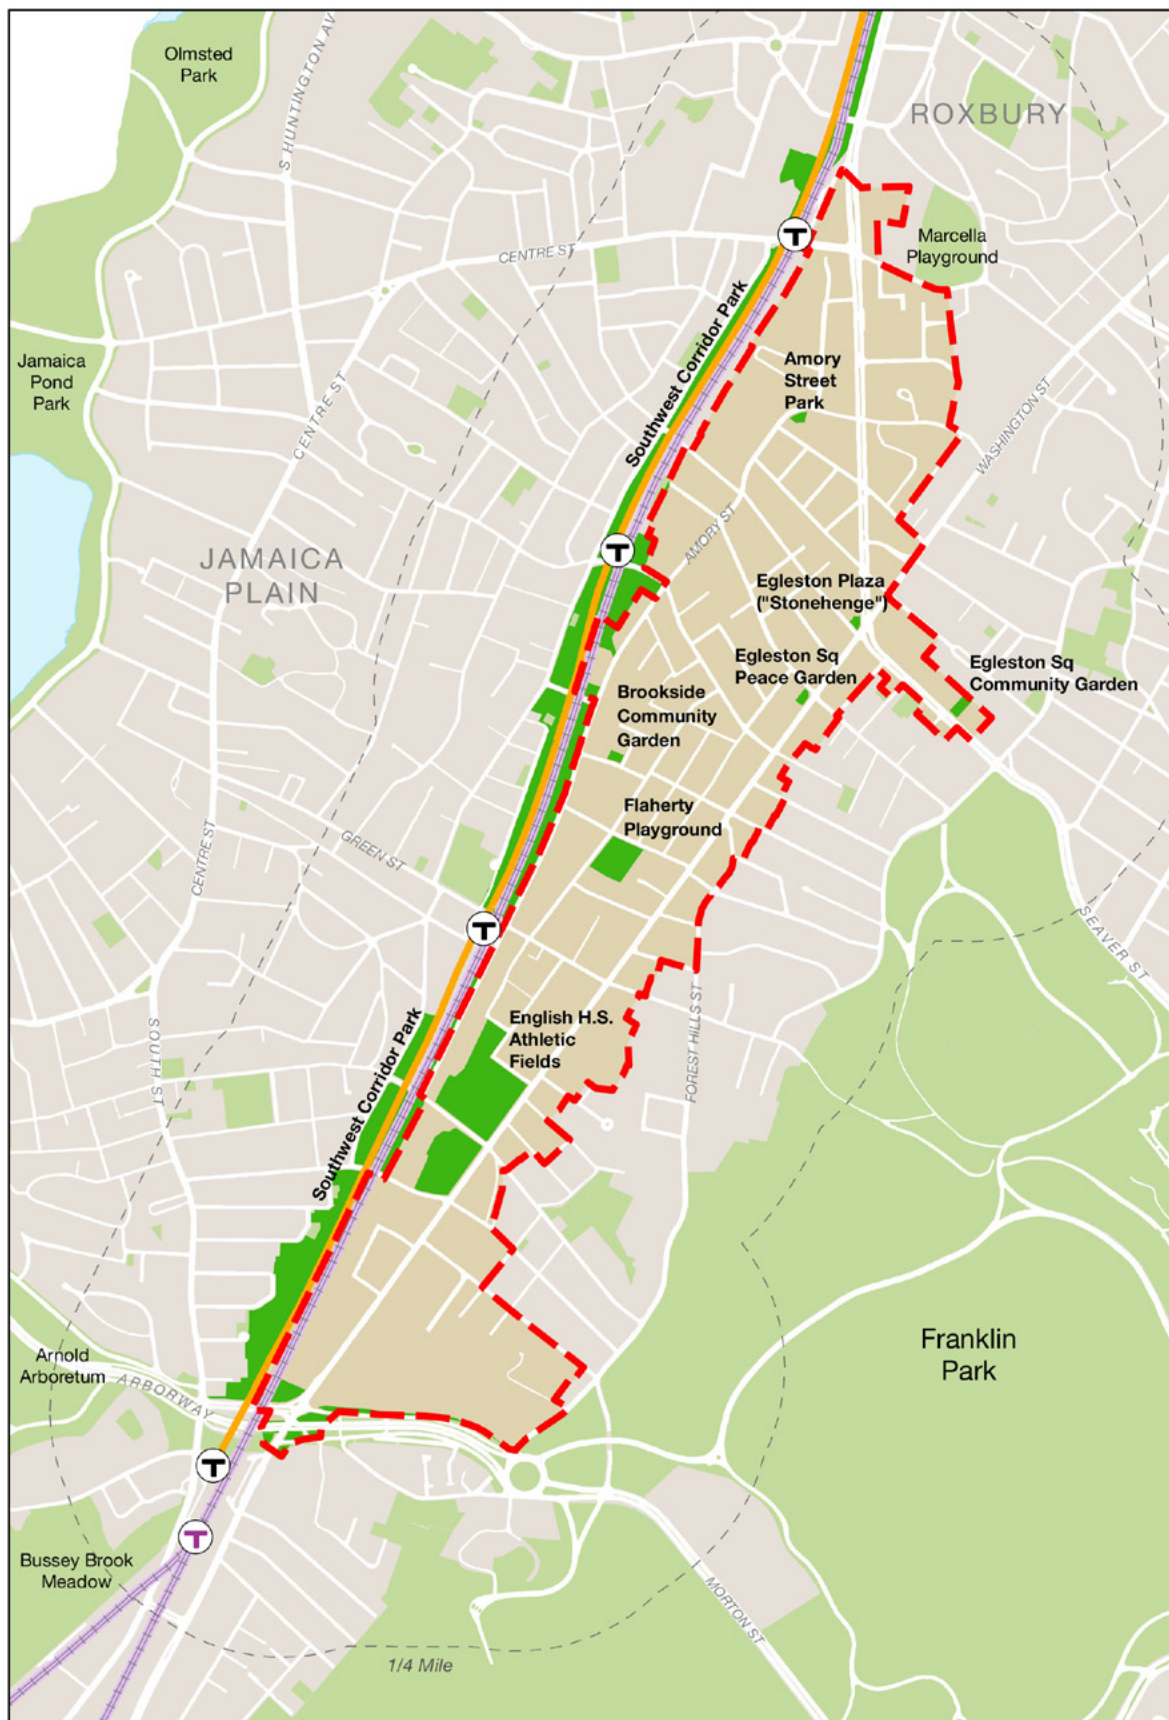 Olmsted
Park
S HUNTINGTON AV
ROXBURY
T
CENTRE ST
Marcella
Playground
Southwest Corridor Park
Jamaica
Pond
Park
CENTRE ST
Amory
Street
Park
WASHINGTON ST
AMORY ST
T
JAMAICA
PLAIN
Egleston Plaza
("Stonehenge")
Egleston Sq
Peace Garden
Egleston Sq
Community Garden
Brookside
Community
Garden
Flaherty
Playground
GREEN ST
CENTRE ST
T
SEAVER ST
English H.S.
Athletic
Fields
SOUTH ST
FOREST HILLS ST
Southwest Corridor Park
Franklin
Park
Arnold
Arboretum
ARBORWAY
T
T
Bussey Brook
Meadow
MORTON ST
1/4 Mile